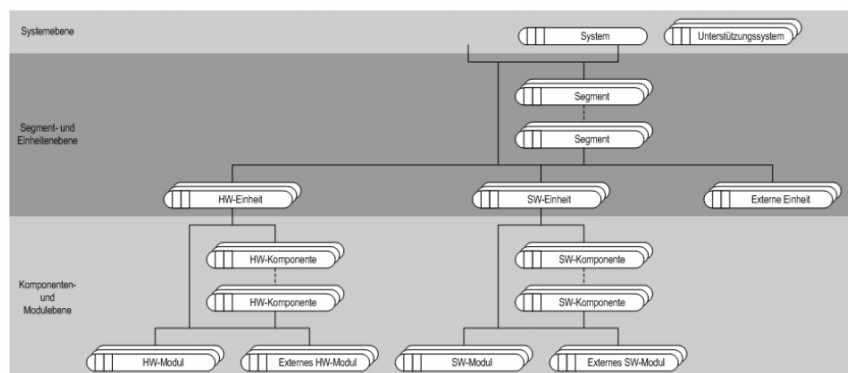 Systemebene
System
Unterstützungssystem
Segment
Segment- und
Einheitenebene
Segment
HW-Einheit
SW-Einheit
Externe Einheit
HW-Komponente
SW-Komponente
Komponenten-
und
Modulebene
HW-Komponente
SW-Komponente
HW-Modul
Externes HW-Modul
SW-Modul
Externes SW-Modul